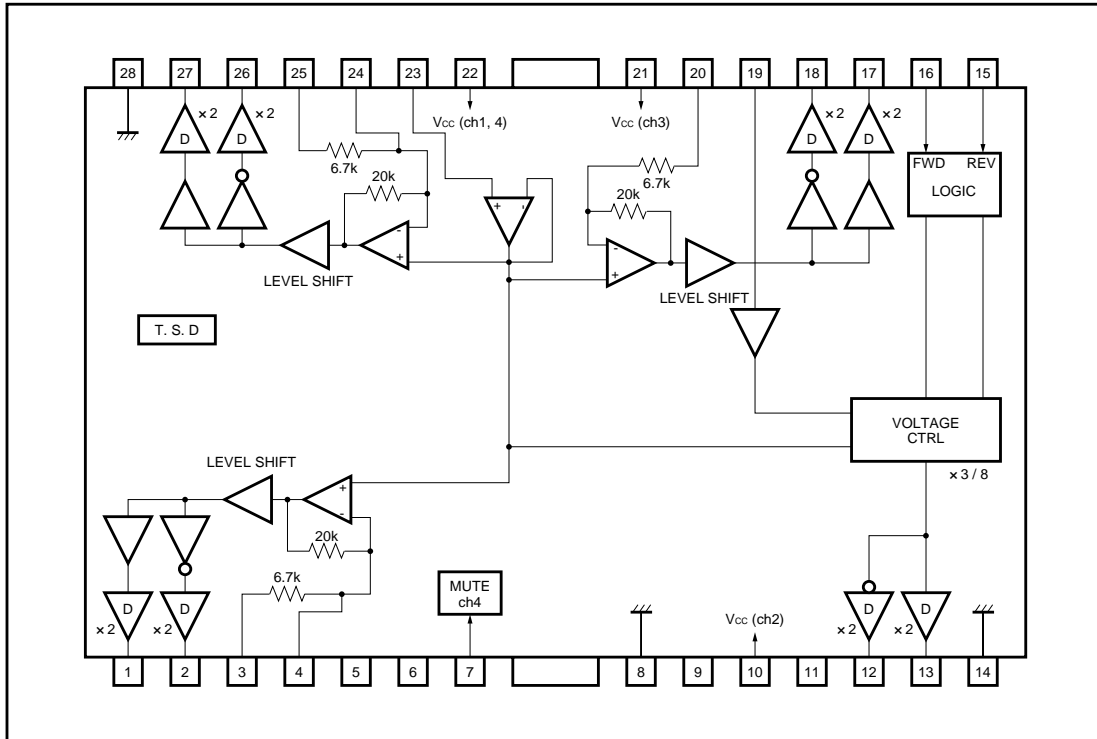 28 27 26 25 24 23 22 21 20 19 18 17 16 15
×2 ×2 ×2 ×2
D D D D
VCC (ch1, 4) VCC (ch3)
6.7k 6.7k
FWD REV
LOGIC
20k 20k
+ -
- -
+ +
LEVEL SHIFT LEVEL SHIFT
T. S. D
VOLTAGE
CTRL
×3 / 8
LEVEL SHIFT
+
-
20k
6.7k
MUTE
ch4
VCC (ch2)
D D D D
×2 ×2 ×2 ×2
1 2 3 4 5 6 7 8 9 10 11 12 13 14